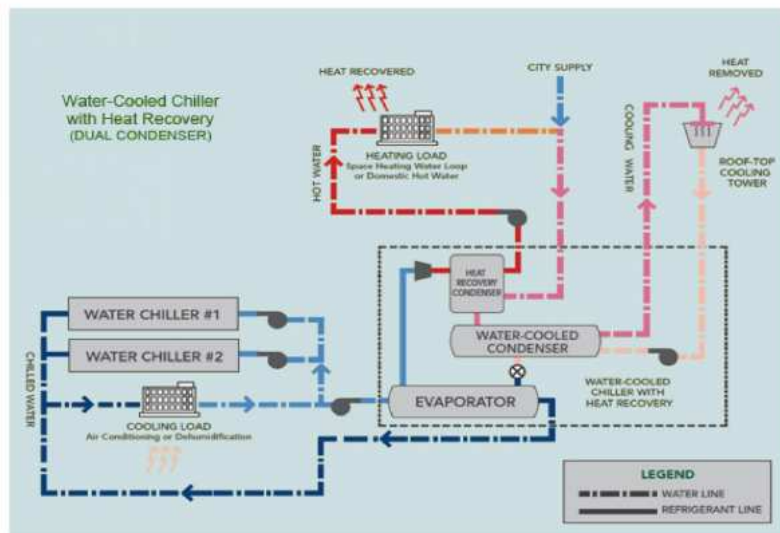 Water-Cooled Chiller
with Heat Recovery
(DUAL CONDENSER)
HEAT RECOVERED
CITY SUPPLY
HEAT
REMOVED
HEATING LOAD
Space Heating Water Loop
or Domestic Hot Water
HOT WATER
COOLING WATER
ROOF-TOP
COOLING
TOWER
HEAT
RECOVERY
CONDENSER
WATER CHILLER #1
WATER CHILLER #2
WATER-COOLED
CONDENSER
CHILLED WATER
EVAPORATOR
WATER-COOLED
CHILLER WITH
HEAT RECOVERY
COOLING LOAD
Air Conditioning or Dehumidification
LEGEND
WATER LINE
REFRIGERANT LINE